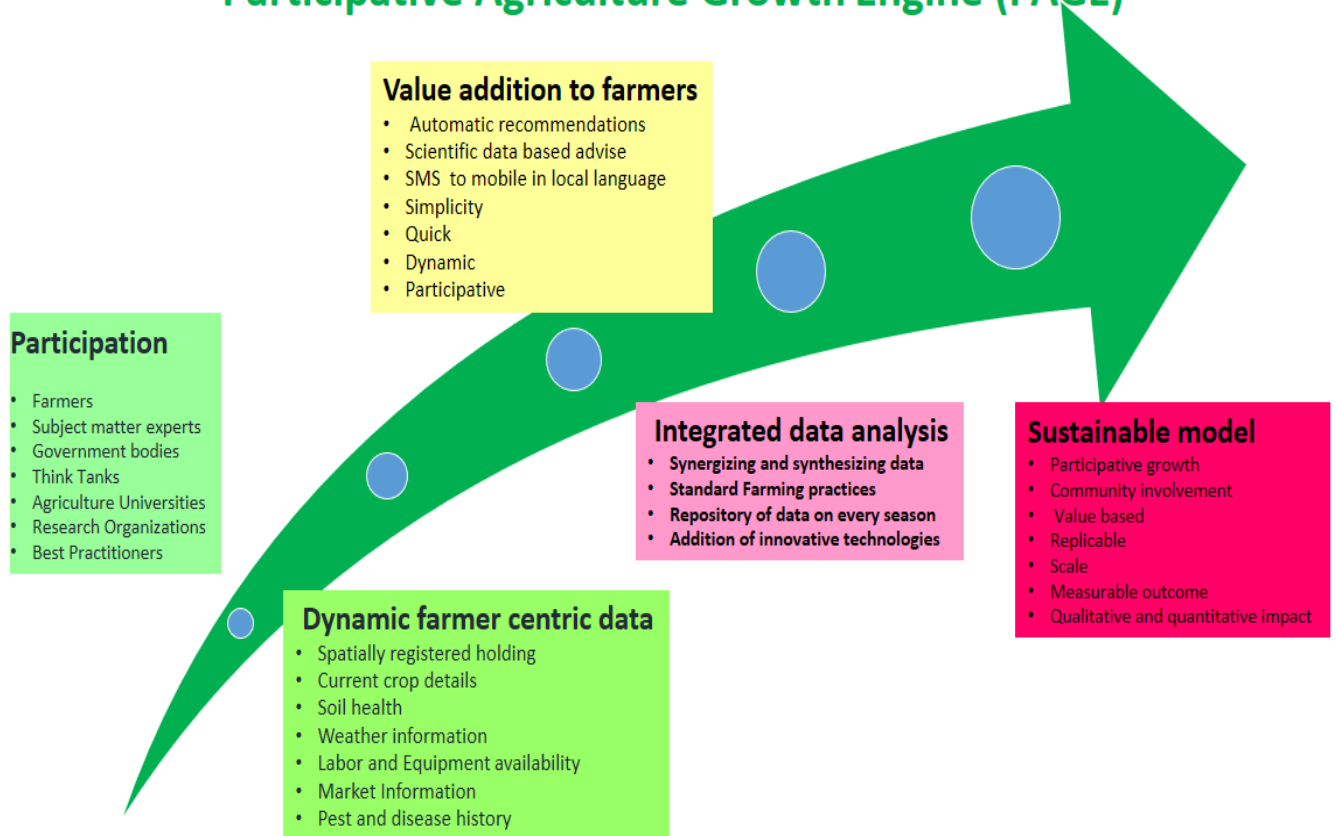 Participative Agriculture Growth Engine (PAGE)
Value addition to farmers
• Automatic recommendations
• Scientific data based advise
• SMS to mobile in local language
• Simplicity
• Quick
• Dynamic
• Participative
Participation
• Farmers
• Subject matter experts
• Government bodies
• Think Tanks
• Agriculture Universities
• Research Organizations
• Best Practitioners
Integrated data analysis
• Synergizing and synthesizing data
• Standard Farming practices
• Repository of data on every season
• Addition of innovative technologies
Sustainable model
• Participative growth
• Community involvement
• Value based
• Replicable
• Scale
• Measurable outcome
• Qualitative and quantitative impact
Dynamic farmer centric data
• Spatially registered holding
• Current crop details
• Soil health
• Weather information
• Labor and Equipment availability
• Market Information
• Pest and disease history